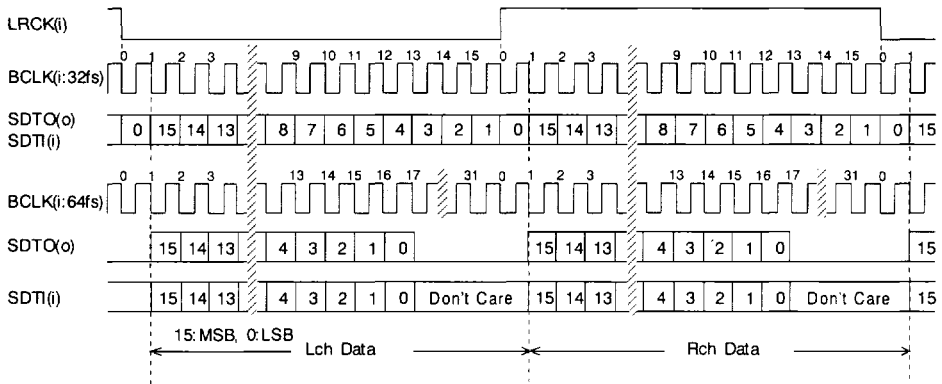 LRCK(i)
0 1 2 3 9 10 11 12 13 14 15 0 1 2 3 9 10 11 12 13 14 15 0 1
BCLK(i:32fs)
SDTO(o)
SDTI(i)
0 15 14 13 8 7 6 5 4 3 2 1 0 15 14 13 8 7 6 5 4 3 2 1 0 15
0 1 2 3 13 14 15 16 17 31 0 1 2 3 13 14 15 16 17 31 0 1
BCLK(i:64fs)
SDTO(o) 15 14 13 4 3 2 1 0 15 14 13 4 3 2 1 0 15
SDTI(i) 15 14 13 4 3 2 1 0 Don't Care 15 14 13 4 3 2 1 0 Don't Care 15
15:MSB, 0:LSB
Lch Data Rch Data